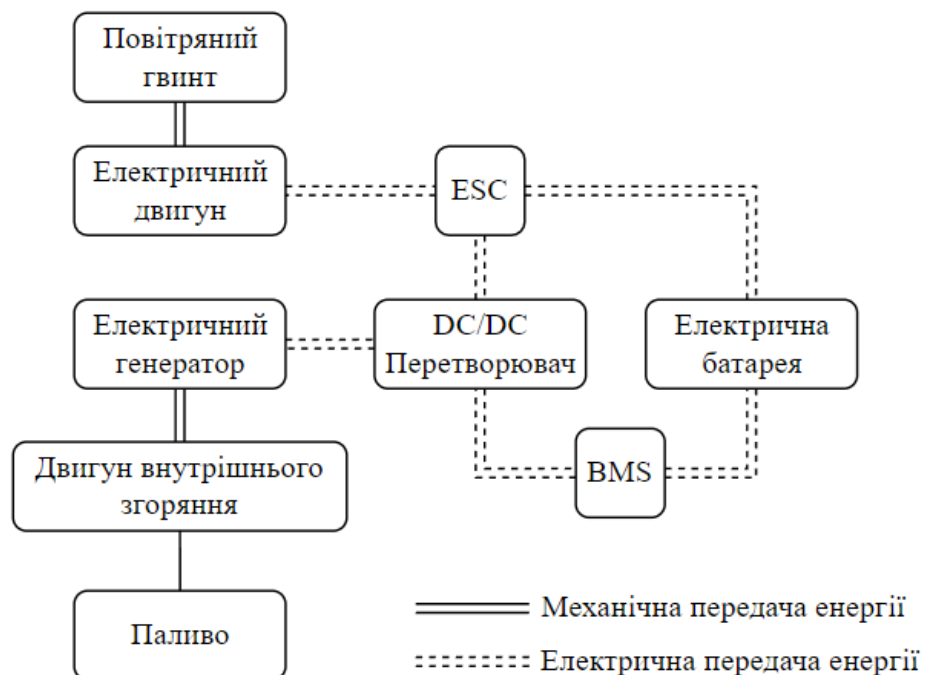 Повітряний
гвинт
Електричний
двигун
ESC
Електричний
генератор
DC/DC
Перетворювач
Електрична
батарея
Двигун внутрішнього
згоряння
BMS
Паливо
Механічна передача енергії
Електрична передача енергії